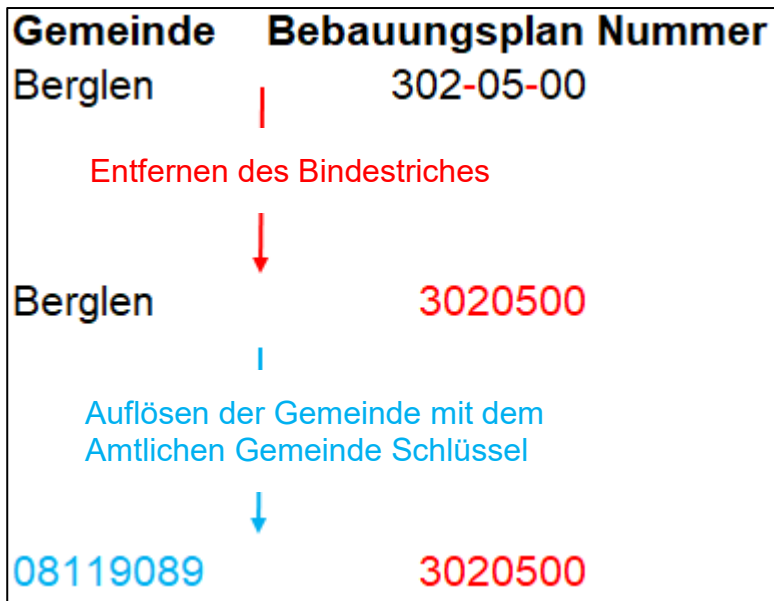 Gemeinde Bebauungsplan Nummer
Berglen 302-05-00
Entfernen des Bindestriches
Berglen 3020500
Auflösen der Gemeinde mit dem
Amtlichen Gemeinde Schlüssel
08119089 3020500